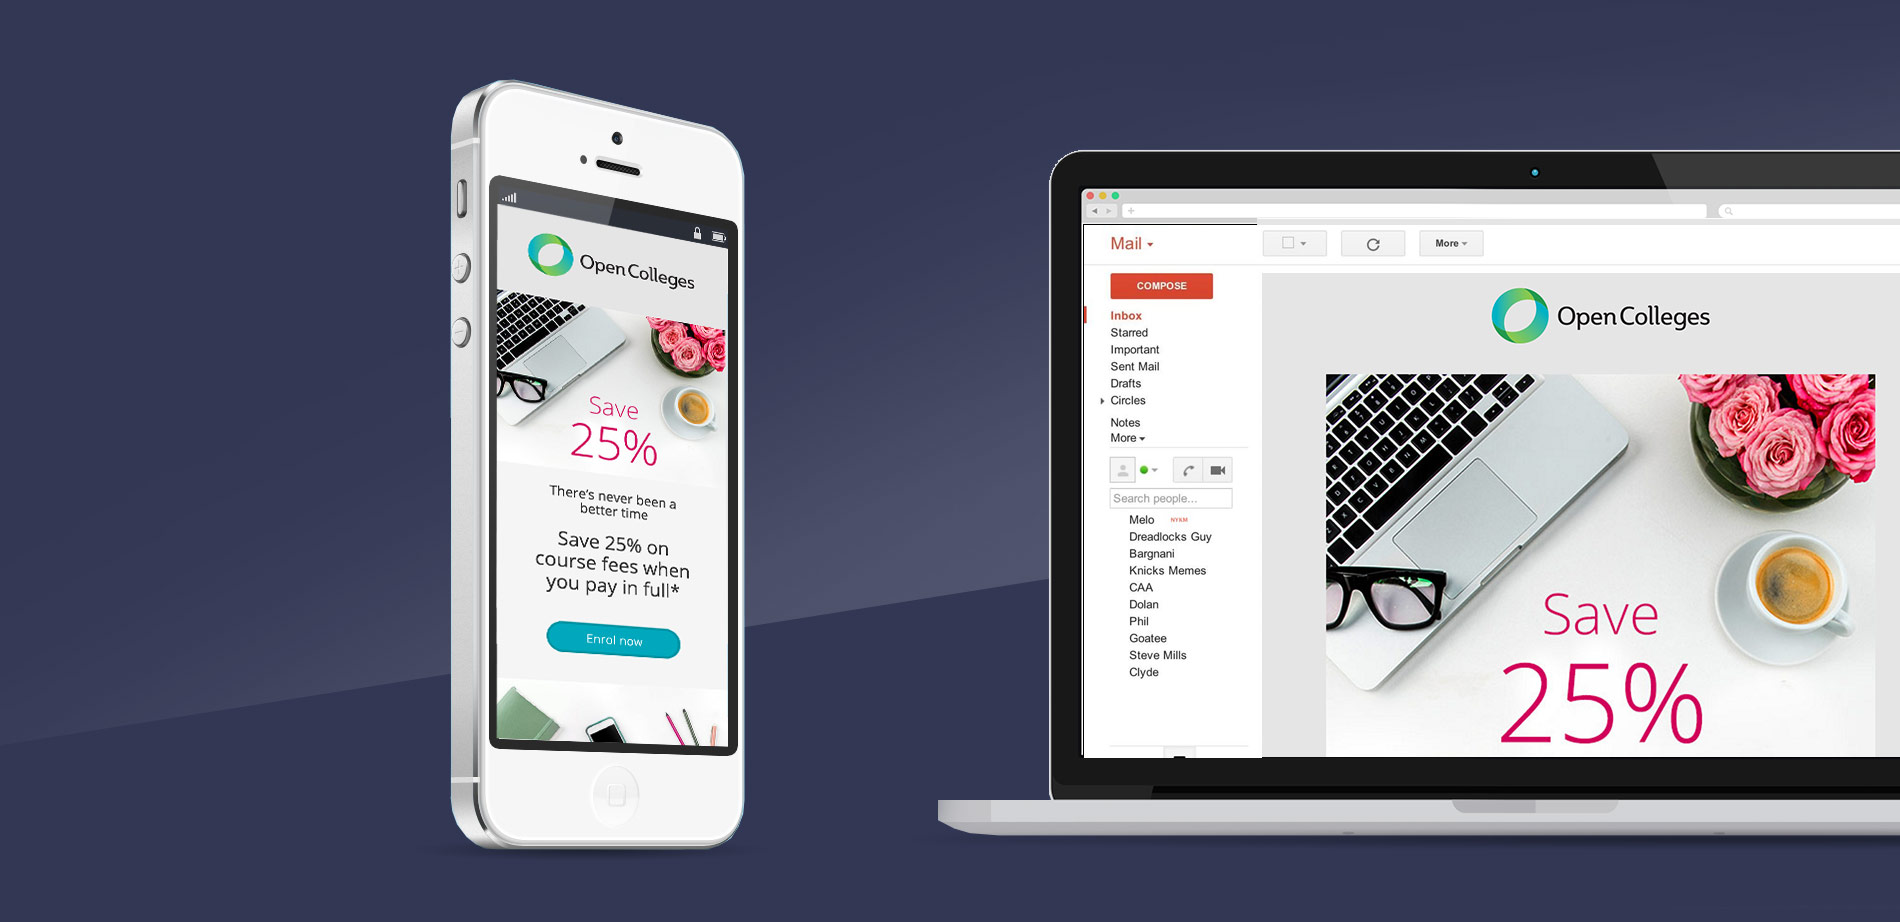 Open Colleges
Save
25%
There's never been a
better time
Save 25% on
course fees when
you pay in full*
Enrol now
Mail
More
COMPOSE
Inbox
Starred
Important
Sent Mail
Drafts
Circles
Notes
More
Search people...
Melo
Dreadlocks Guy
Bargnani
Knicks Memes
CAA
Dolan
Phil
Goatee
Steve Mills
Clyde
Open Colleges
Save
25%